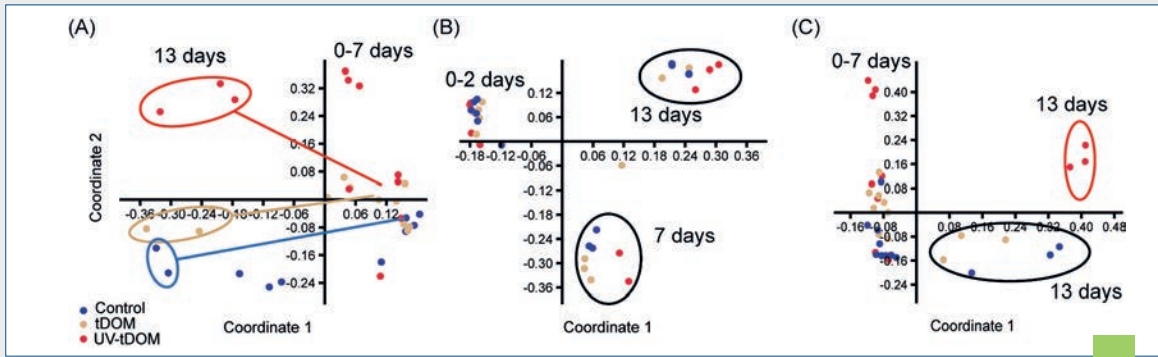 (A)
13 days
0-7 days
0.32
0.24
0.16
0.08
-0.36 -0.30 -0.24 -0.18 -0.12 -0.06 0.06 0.12
-0.08
-0.16
-0.24
Coordinate 2
Coordinate 1
Control
tDOM
UV-tDOM
(B)
0-2 days
13 days
0.12
0.06
-0.18 -0.12 -0.06 0.06 0.12 0.18 0.24 0.30 0.36
-0.06
-0.12
-0.18
-0.24
-0.30
-0.36
7 days
Coordinate 1
(C)
0-7 days
0.48
0.40
0.32
0.24
0.16
0.08
13 days
-0.16 -0.08 0.08 0.16 0.24 0.32 0.40 0.48
-0.08
-0.16
-0.24
13 days
Coordinate 1